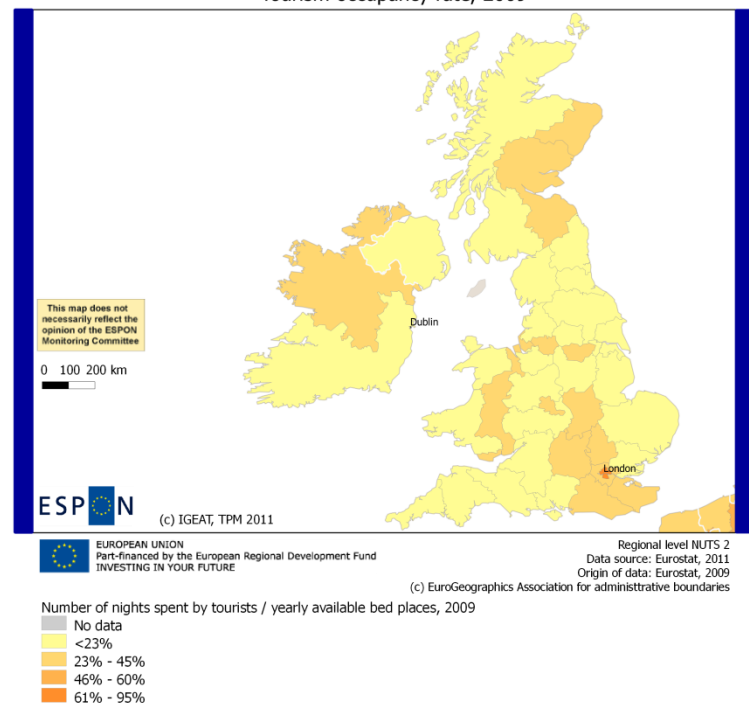 This map does not
necessarily reflect the
opinion of the ESPON
Monitoring Committee
Dublin
0 100 200 km
London
ESPON
(c) IGEAT, TPM 2011
EUROPEAN UNION
Part-financed by the European Regional Development Fund
INVESTING IN YOUR FUTURE
Regional level NUTS 2
Data source: Eurostat, 2011
Origin of data: Eurostat, 2009
(c) EuroGeographics Association for administrative boundaries
Number of nights spent by tourists / yearly available bed places, 2009
No data
<23%
23% - 45%
46% - 60%
61% - 95%